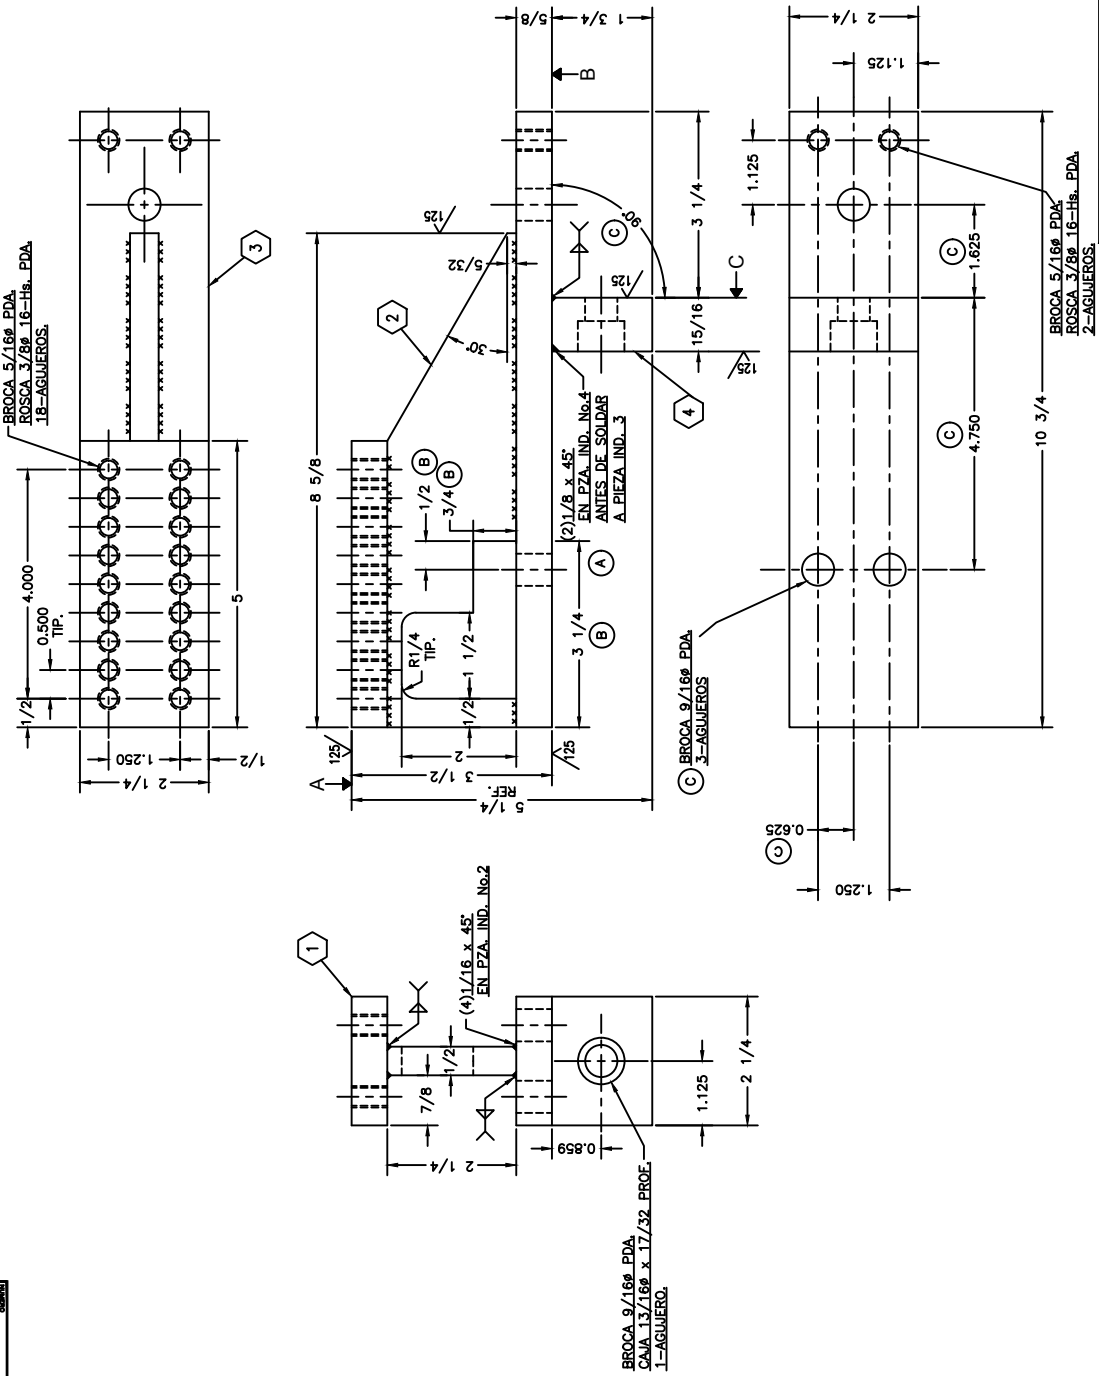 BROCA 5/16ø PDA.
ROSCA 3/8ø 16-Hs. PDA.
18-AGUJEROS.
3
4.000
0.500
TIP.
1/2
5
1.250
2 1/4
1/2
8 5/8
2
30°
5/32
125
5/8
1 3/4
B
90°
C
3 1/4
C
125
15/16
125
4
1/2
B
3/4
B
(2)1/8 x 45°
EN PZA. IND. No.4
ANTES DE SOLDAR
A PIEZA IND. 3
A
3 1/4
B
R1/4
TIP.
1 1/2
1/2
125
125
A
2
3 1/2
5 1/4
REF.
2 1/4
1.125
1.125
C
1.625
BROCA 5/16ø PDA.
ROSCA 3/8ø 16-Hs. PDA.
2-AGUJEROS.
C
4.750
10 3/4
BROCA 9/16ø PDA.
3-AGUJEROS
C
0.625
C
1.250
1
(4)1/16 x 45°
EN PZA. IND. No.2
1/2
7/8
2 1/4
0.859
1.125
2 1/4
BROCA 9/16ø PDA.
CAJA 13/16ø x 17/32 PROF.
1-AGUJERO.